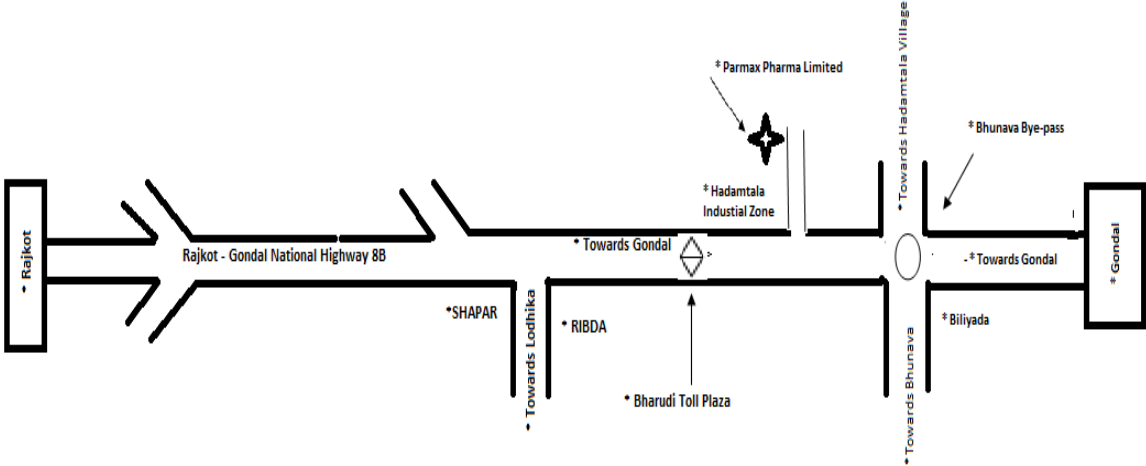 * Towards Hadamtala Village
* Parmax Pharma Limited
* Bhunava Bye-pass
* Hadamtala
Industial Zone
* Rajkot
Rajkot - Gondal National Highway 8B
* Towards Gondal
>
- * Towards Gondal
* Gondal
*SHAPAR
* Towards Lodhika
* RIBDA
* Biliyada
* Towards Bhunava
* Bharudi Toll Plaza